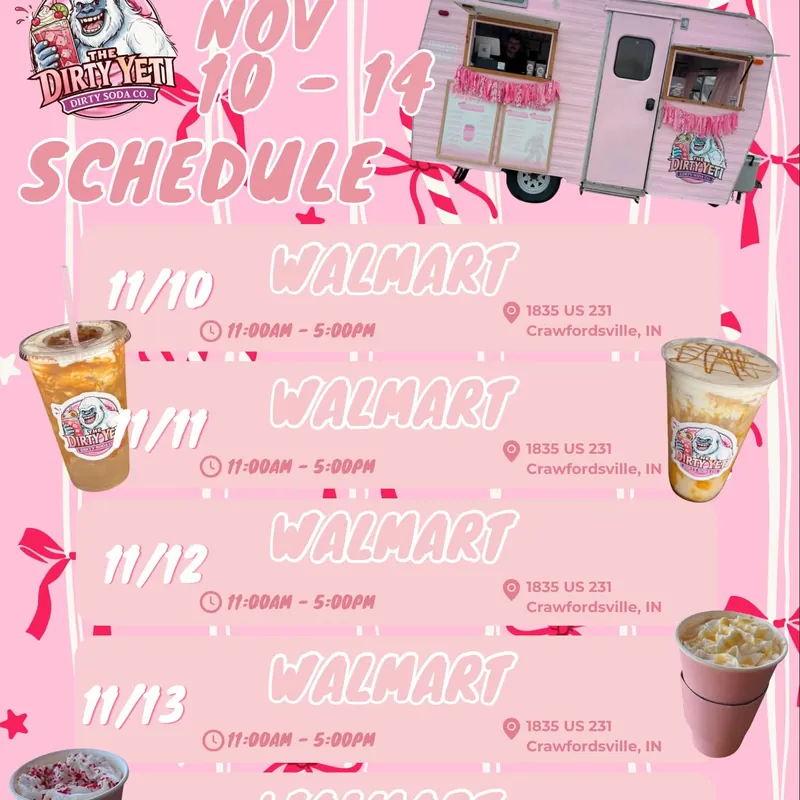 THE
DIRTY YETI
DIRTY SODA CO.
NOV
10 - 14
SCHEDULE
THE
DIRTY YETI
11/10
WALMART
11:00AM - 5:00PM
1835 US 231
Crawfordsville, IN
11/11
WALMART
11:00AM - 5:00PM
1835 US 231
Crawfordsville, IN
THE
DIRTY YETI
11/12
WALMART
11:00AM - 5:00PM
1835 US 231
Crawfordsville, IN
11/13
WALMART
11:00AM - 5:00PM
1835 US 231
Crawfordsville, IN
WALMART